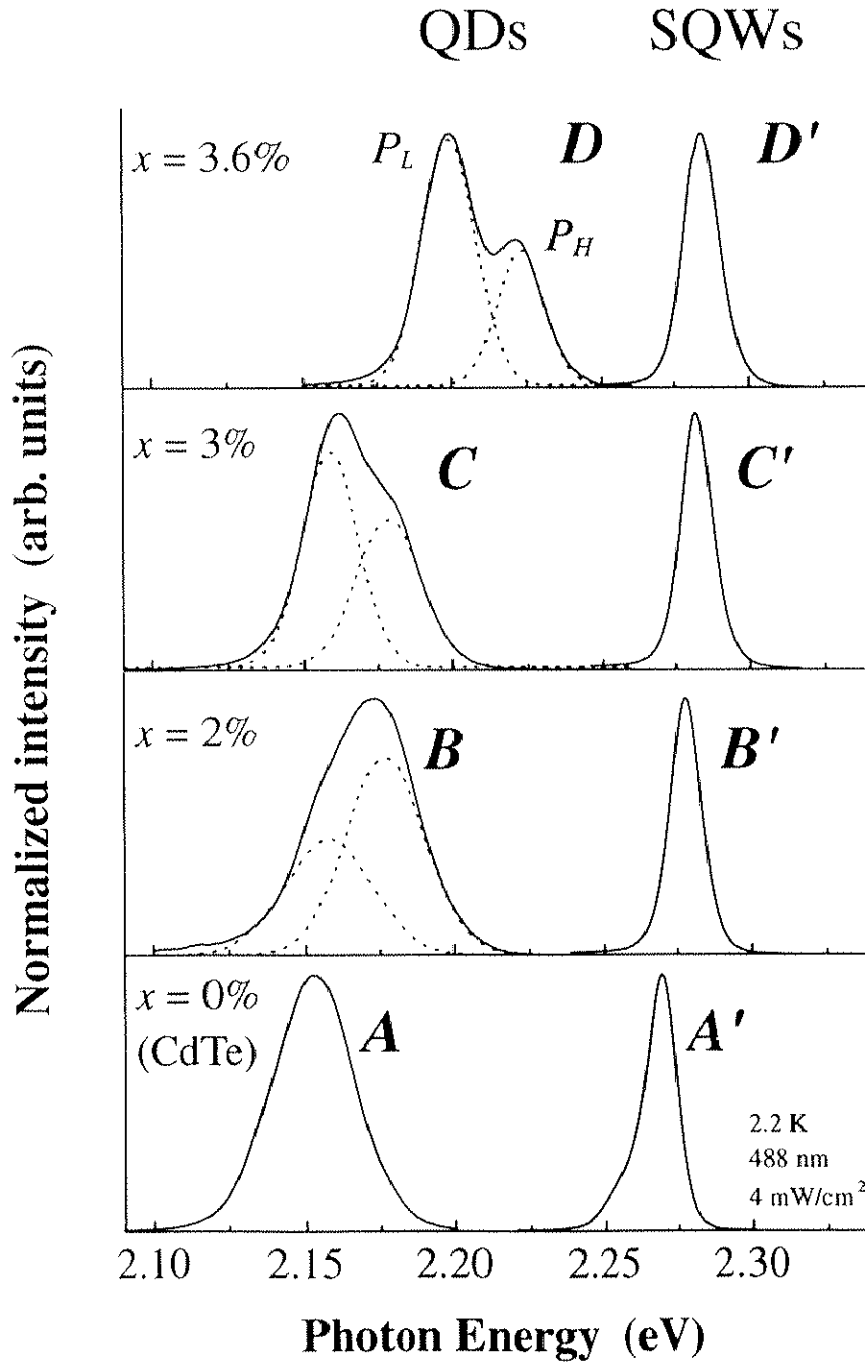 QDs SQWs
x = 3.6% P_L D D'
P_H
x = 3% C C'
x = 2% B B'
x = 0% A A'
(CdTe)
2.2 K
488 nm
4 mW/cm²
2.10 2.15 2.20 2.25 2.30
Photon Energy (eV)
Normalized intensity (arb. units)